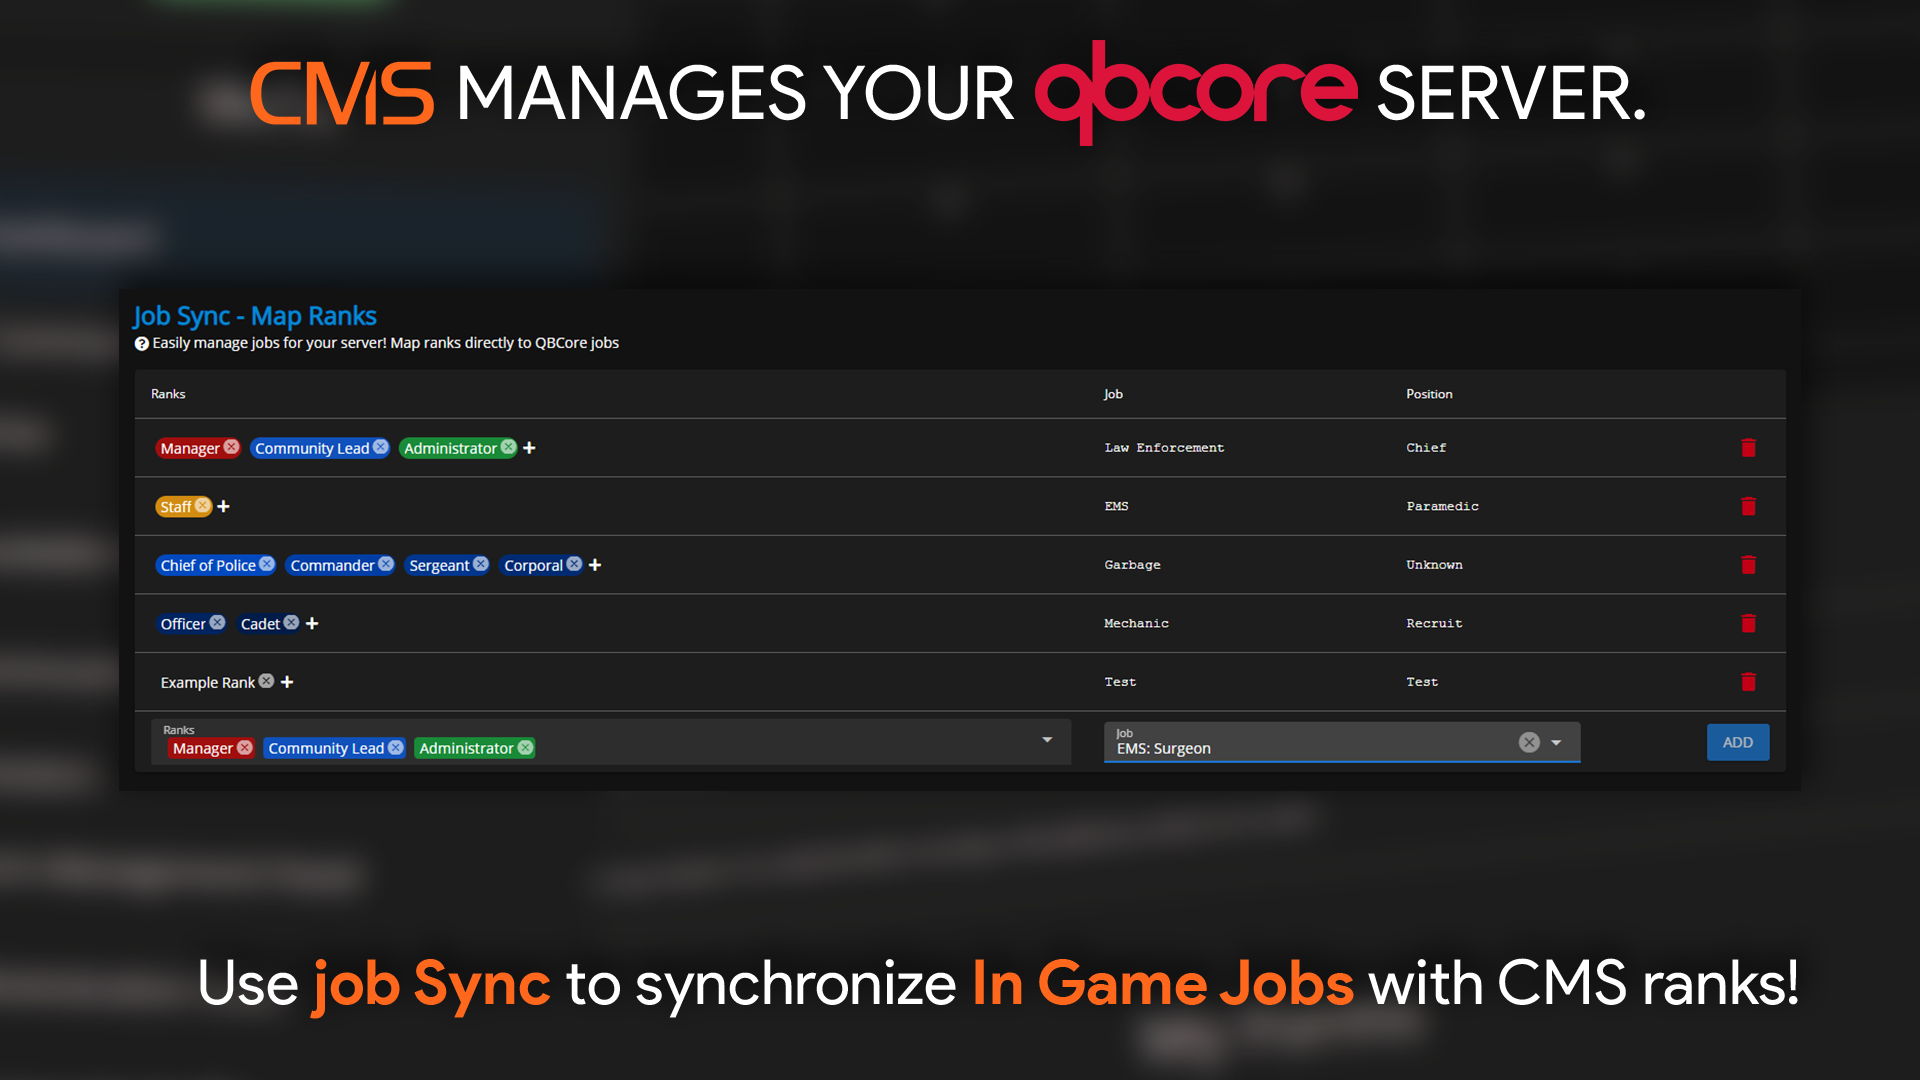 CMS MANAGES YOUR qbcore SERVER.
Job Sync - Map Ranks
Easily manage jobs for your server! Map ranks directly to QBCore jobs
Ranks Job Position
Manager Community Lead Administrator + Law Enforcement Chief
Staff + EMS Paramedic
Chief of Police Commander Sergeant Corporal + Garbage Unknown
Officer Cadet + Mechanic Recruit
Example Rank + Test Test
Ranks Job
Manager Community Lead Administrator EMS: Surgeon ADD
Use job Sync to synchronize In Game Jobs with CMS ranks!